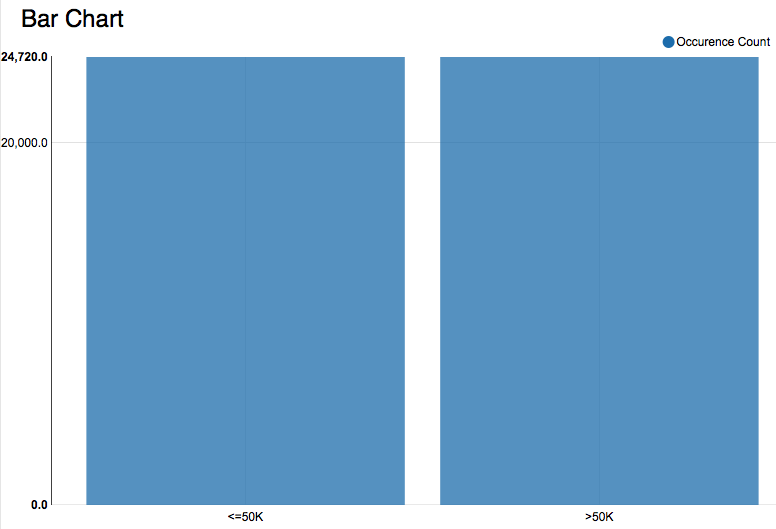 Bar Chart
Occurence Count
24,720.0
20,000.0
0.0
<=50K
>50K